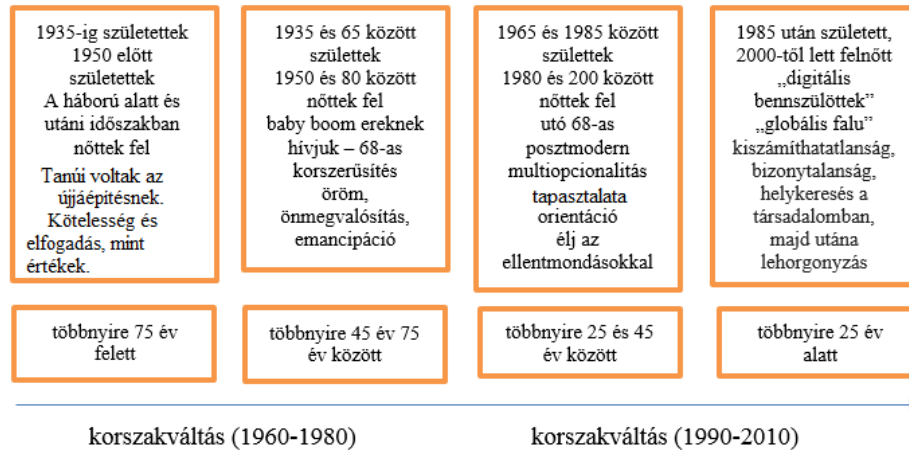 1935-ig születettek
1950 előtt
születettek
A háború alatt és
utáni időszakban
nőttek fel
Tanúi voltak az
újjáépítésnek.
Kötelesség és
elfogadás, mint
értékek.
1935 és 65 között
születtek
1950 és 80 között
nőttek fel
baby boom ereknek
hívjuk – 68-as
korszerűsítés
öröm,
önmegvalósítás,
emancipáció
1965 és 1985 között
születtek
1980 és 200 között
nőttek fel
utó 68-as
posztmodern
multiopcionalitás
tapasztalata
orientáció
élj az
ellentmondásokkal
1985 után született,
2000-től lett felnőtt
„digitális
bennszülöttek”
„globális falu”
kiszámíthatatlanság,
bizonytalanság,
helykeresés a
társadalomban,
majd utána
lehorgonyzás
többnyire 75 év
felett
többnyire 45 év 75
év között
többnyire 25 és 45
év között
többnyire 25 év
alatt
korszakváltás (1960-1980)
korszakváltás (1990-2010)